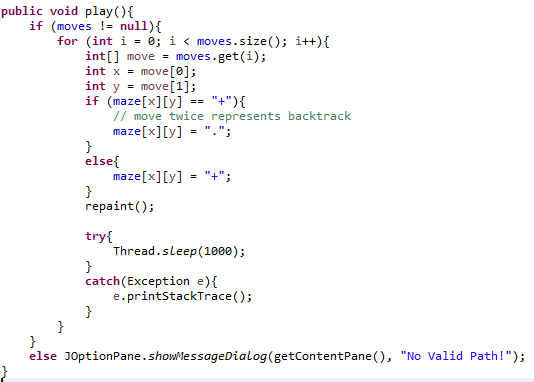 public void play(){
    if (moves != null){
        for (int i = 0; i < moves.size(); i++){
            int[] move = moves.get(i);
            int x = move[0];
            int y = move[1];
            if (maze[x][y] == "+"){
                // move twice represents backtrack
                maze[x][y] = ".";
            }
            else{
                maze[x][y] = "+";
            }
            repaint();

            try{
                Thread.sleep(1000);
            }
            catch(Exception e){
                e.printStackTrace();
            }
        }
    }
    else JOptionPane.showMessageDialog(getContentPane(), "No Valid Path!");
}